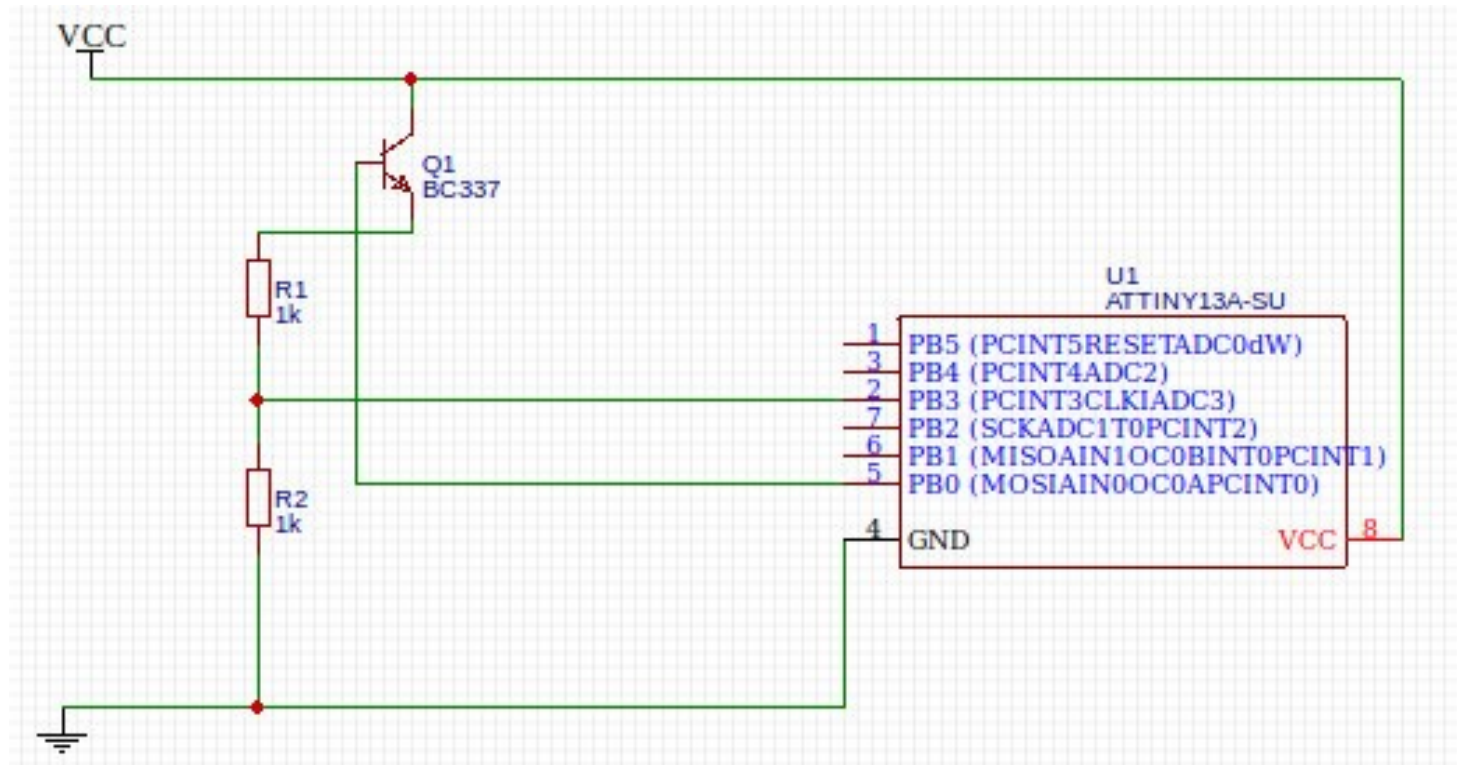 VCC
Q1
BC337
R1
1k
U1
ATTINY13A-SU
1 PB5 (PCINT5RESETADC0dW)
3 PB4 (PCINT4ADC2)
2 PB3 (PCINT3CLKIADC3)
7 PB2 (SCKADC1T0PCINT2)
6 PB1 (MISOAIN1OC0BINT0PCINT1)
5 PB0 (MOSIAIN0OC0APCINT0)
R2
1k
4 GND VCC 8